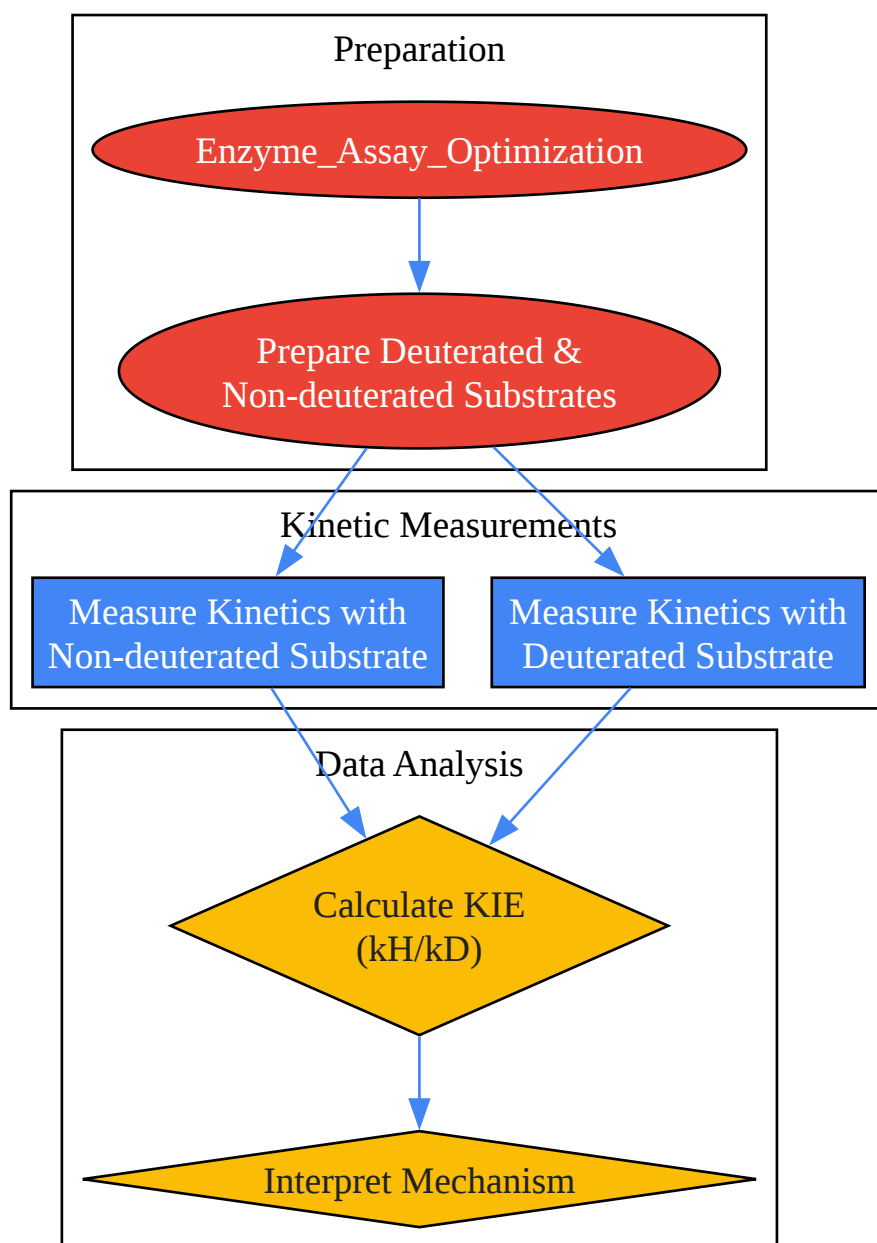 Preparation
Enzyme_Assay_Optimization
Prepare Deuterated &
Non-deuterated Substrates
Kinetic Measurements
Measure Kinetics with
Non-deuterated Substrate
Measure Kinetics with
Deuterated Substrate
Data Analysis
Calculate KIE
(kH/kD)
Interpret Mechanism